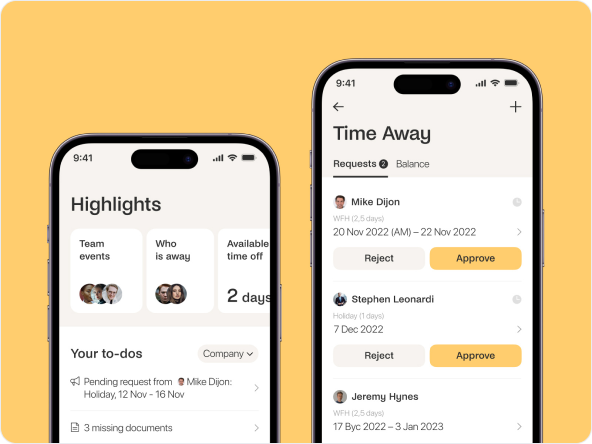 9:41
Highlights
Team
events
Who
is away
Available
time off
2 days
Your to-dos
Company
Pending request from Mike Dijon:
Holiday, 12 Nov - 16 Nov
3 missing documents
9:41
Time Away
Requests 2 Balance
Mike Dijon
WFH (2,5 days)
20 Nov 2022 (AM) – 22 Nov 2022
Reject Approve
Stephen Leonardi
Holiday (1 days)
7 Dec 2022
Reject Approve
Jeremy Hynes
WFH (2,5 days)
17 Вус 2022 – 3 Jan 2023